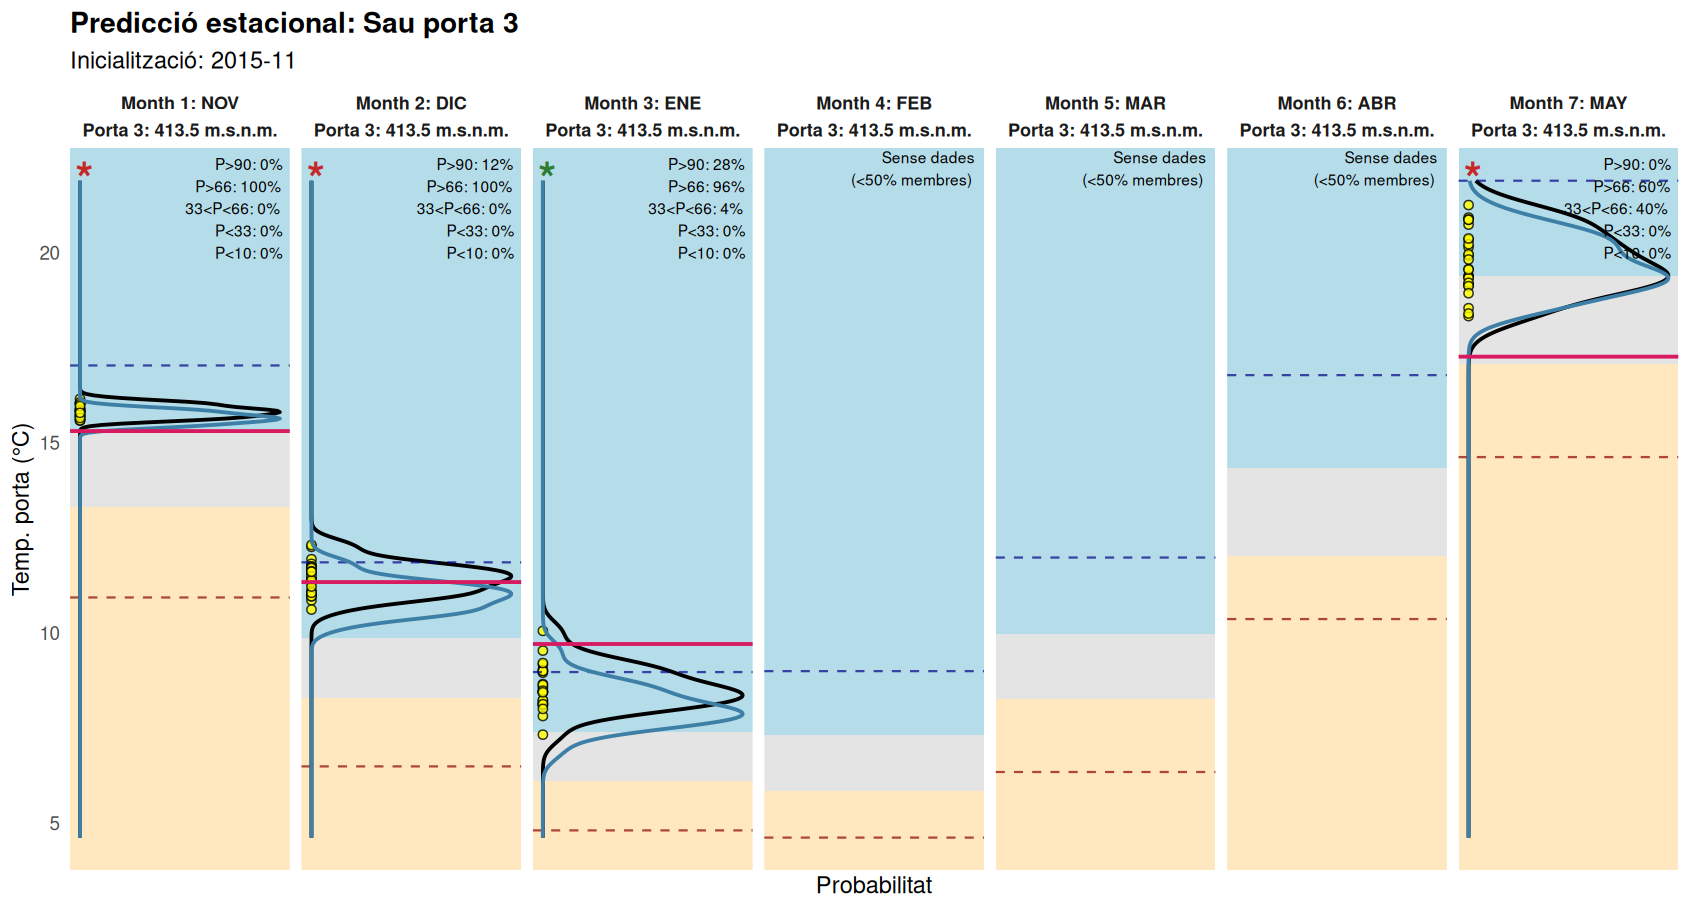 Predicció estacional: Sau porta 3
Inicialització: 2015-11
Month 1: NOV
Porta 3: 413.5 m.s.n.m.
Month 2: DIC
Porta 3: 413.5 m.s.n.m.
Month 3: ENE
Porta 3: 413.5 m.s.n.m.
Month 4: FEB
Porta 3: 413.5 m.s.n.m.
Month 5: MAR
Porta 3: 413.5 m.s.n.m.
Month 6: ABR
Porta 3: 413.5 m.s.n.m.
Month 7: MAY
Porta 3: 413.5 m.s.n.m.
*
P>90: 0%
P>66: 100%
33<P<66: 0%
P<33: 0%
P<10: 0%
*
P>90: 12%
P>66: 100%
33<P<66: 0%
P<33: 0%
P<10: 0%
*
P>90: 28%
P>66: 96%
33<P<66: 4%
P<33: 0%
P<10: 0%
Sense dades
(<50% membres)
Sense dades
(<50% membres)
Sense dades
(<50% membres)
*
P>90: 0%
P>66: 60%
33<P<66: 40%
P<33: 0%
P<10: 0%
20
15
10
5
Temp. porta (°C)
Probabilitat